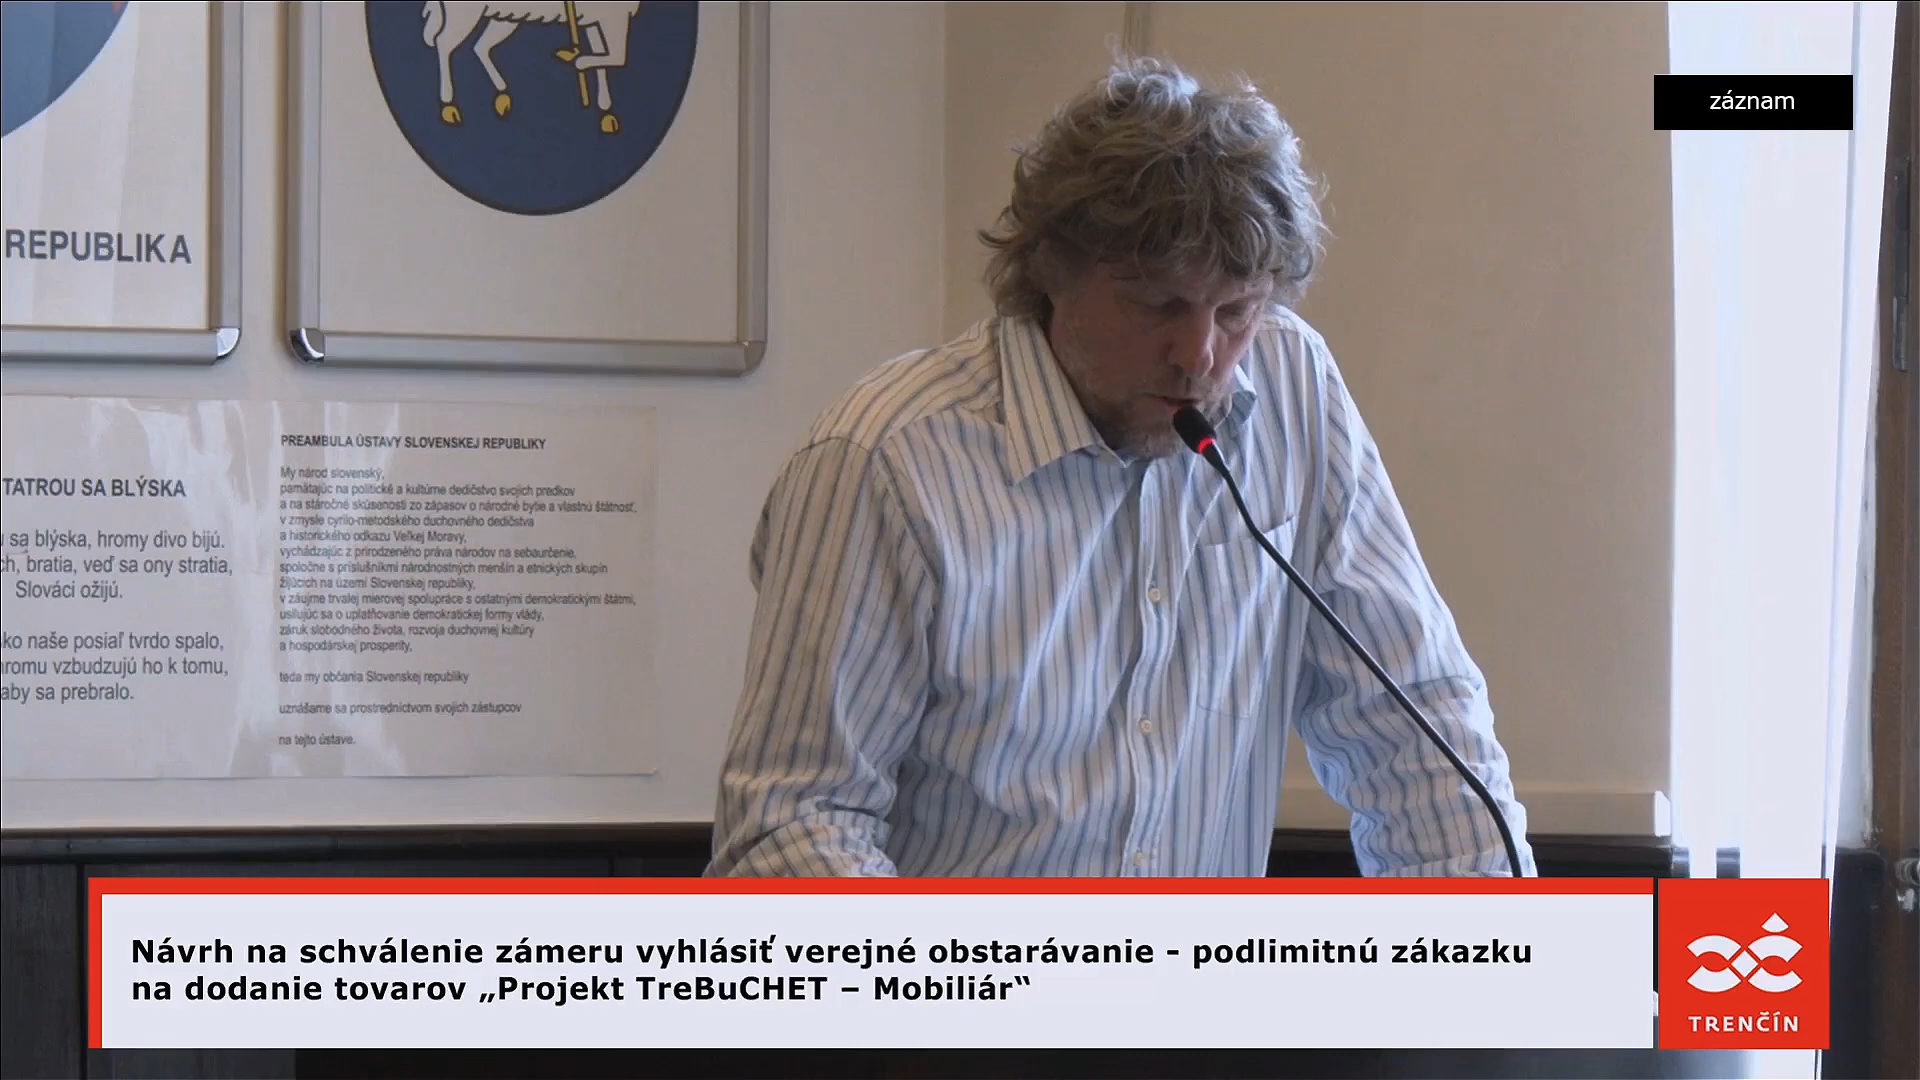 záznam
REPUBLIKA
TATROU SA BLÝSKA
sa blýska, hromy divo bijú.
bratia, veď sa ony stratia,
Slováci ožijú.
naše posiaľ tvrdo spalo,
vzbudzujú ho k tomu,
aby sa prebralo.
PREAMBULA ÚSTAVY SLOVENSKEJ REPUBLIKY
My národ slovenský,
pamätajúc na politické a kultúrne dedičstvo svojich predkov
a na stáročné skúsenosti zo zápasov o národné bytie a vlastnú štátnosť,
v zmysle cyrilo-metodského duchovného dedičstva
a historického odkazu Veľkej Moravy,
vychádzajúc z prirodzeného práva národov na sebaurčenie,
spoločne s príslušníkmi národnostných menšín a etnických skupín
žijúcich na území Slovenskej republiky,
v záujme trvalej mierovej spolupráce s ostatnými demokratickými štátmi,
usilujúc sa o uplatňovanie demokratickej formy vlády,
záruk slobodného života, rozvoja duchovnej kultúry
a hospodárskej prosperity,
teda my občania Slovenskej republiky
uznášame sa prostredníctvom svojich zástupcov
na tejto ústave.
Návrh na schválenie zámeru vyhlásiť verejné obstarávanie - podlimitnú zákazku
na dodanie tovarov „Projekt TreBuCHET – Mobiliár“
TRENČÍN